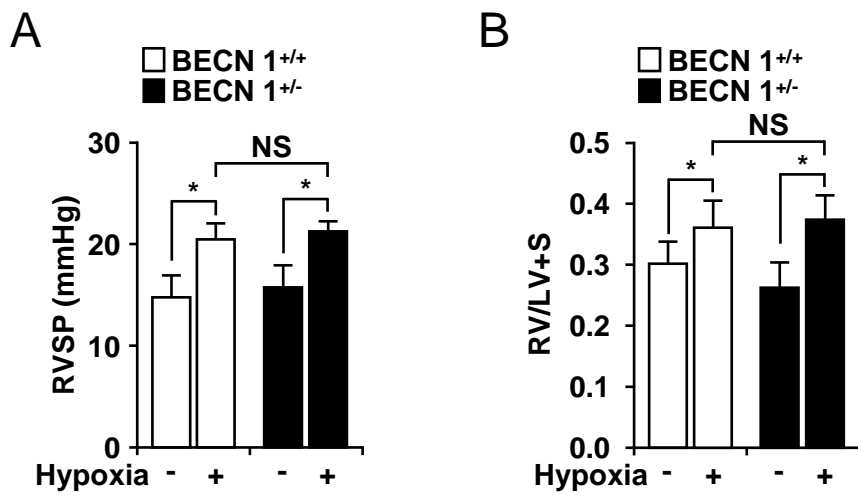 A
BECN 1+/+
BECN 1+/-
RVSP (mmHg)
30
20
10
0
NS
*
*
Hypoxia - + - +
B
BECN 1+/+
BECN 1+/-
RV/LV+S
0.5
0.4
0.3
0.2
0.1
0.0
NS
*
*
Hypoxia - + - +